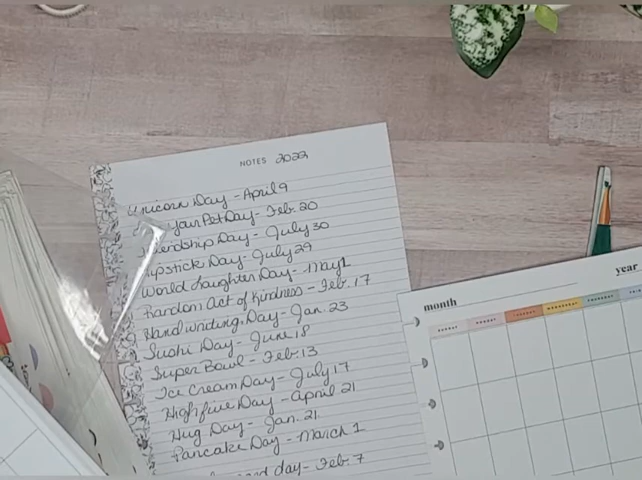 NOTES 2022
Unicorn Day - April 9
your Pet Day - Feb. 20
Friendship Day - July 30
Lipstick Day - July 29
World Laughter Day - May 1
Random Act of Kindness - Feb. 17
Handwriting Day - Jan. 23
Sushi Day - June 18
Super Bowl - Feb. 13
Ice Cream Day - July 17
High five Day - April 21
Hug Day - Jan. 21
Pancake Day - March 1
day - Feb. 7
month
year